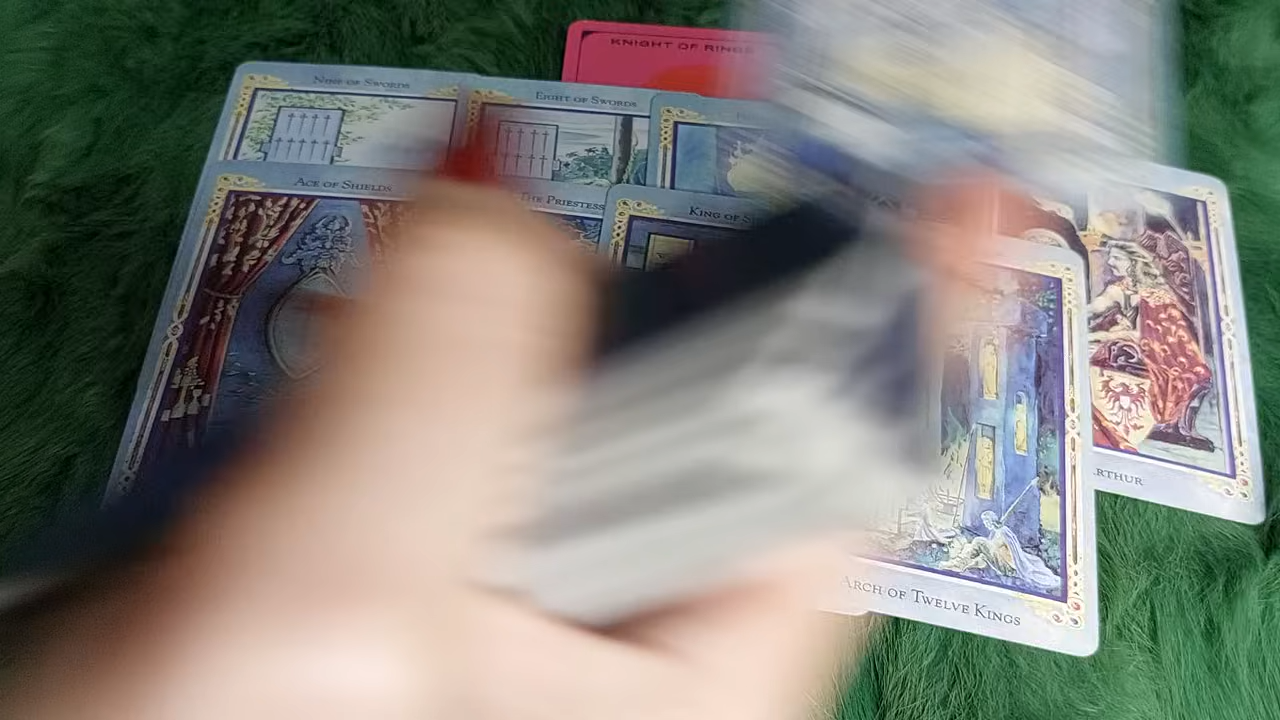 KNIGHT OF RINGS
NINE OF SWORDS
EIGHT OF SWORDS
ACE OF SHIELDS
THE PRIESTESS
KING OF
ARTHUR
ARCH OF TWELVE KINGS